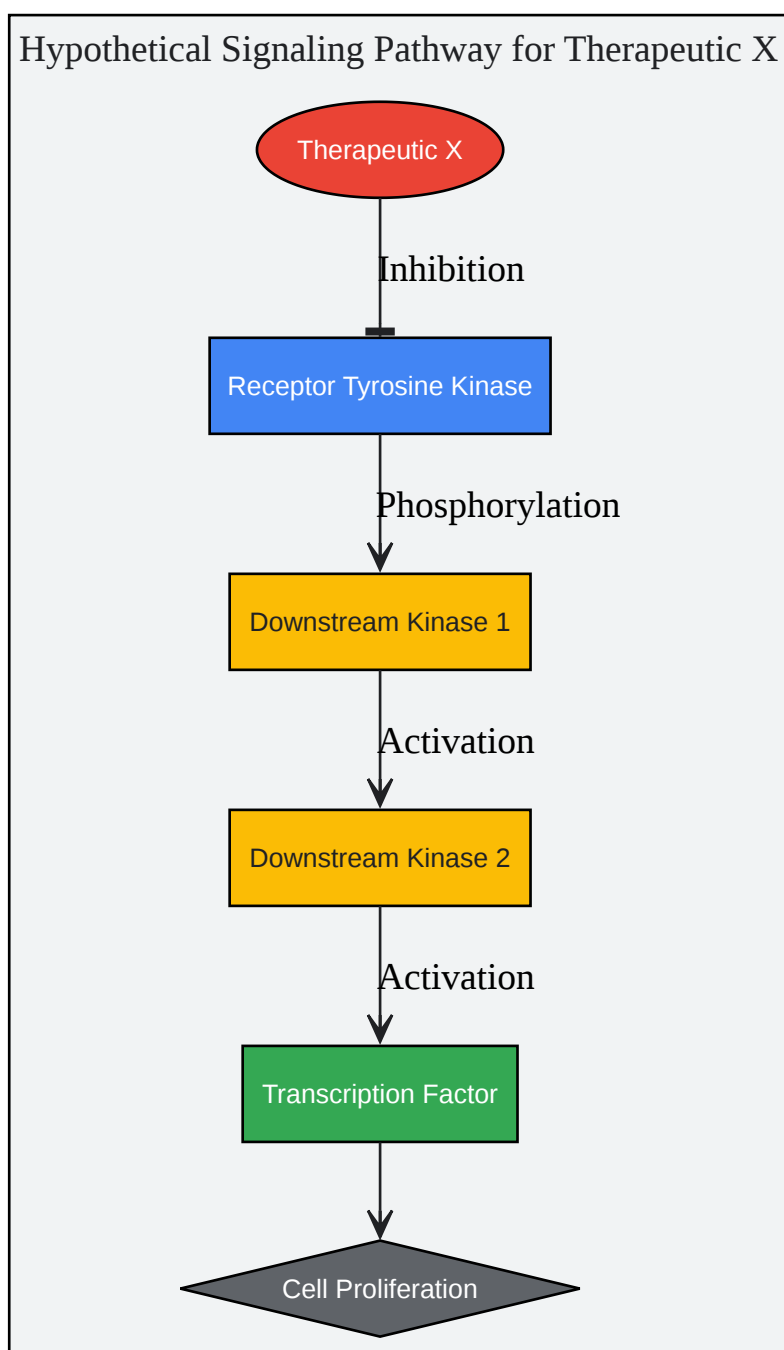 Hypothetical Signaling Pathway for Therapeutic X
Therapeutic X
Inhibition
Receptor Tyrosine Kinase
Phosphorylation
Downstream Kinase 1
Activation
Downstream Kinase 2
Activation
Transcription Factor
Cell Proliferation